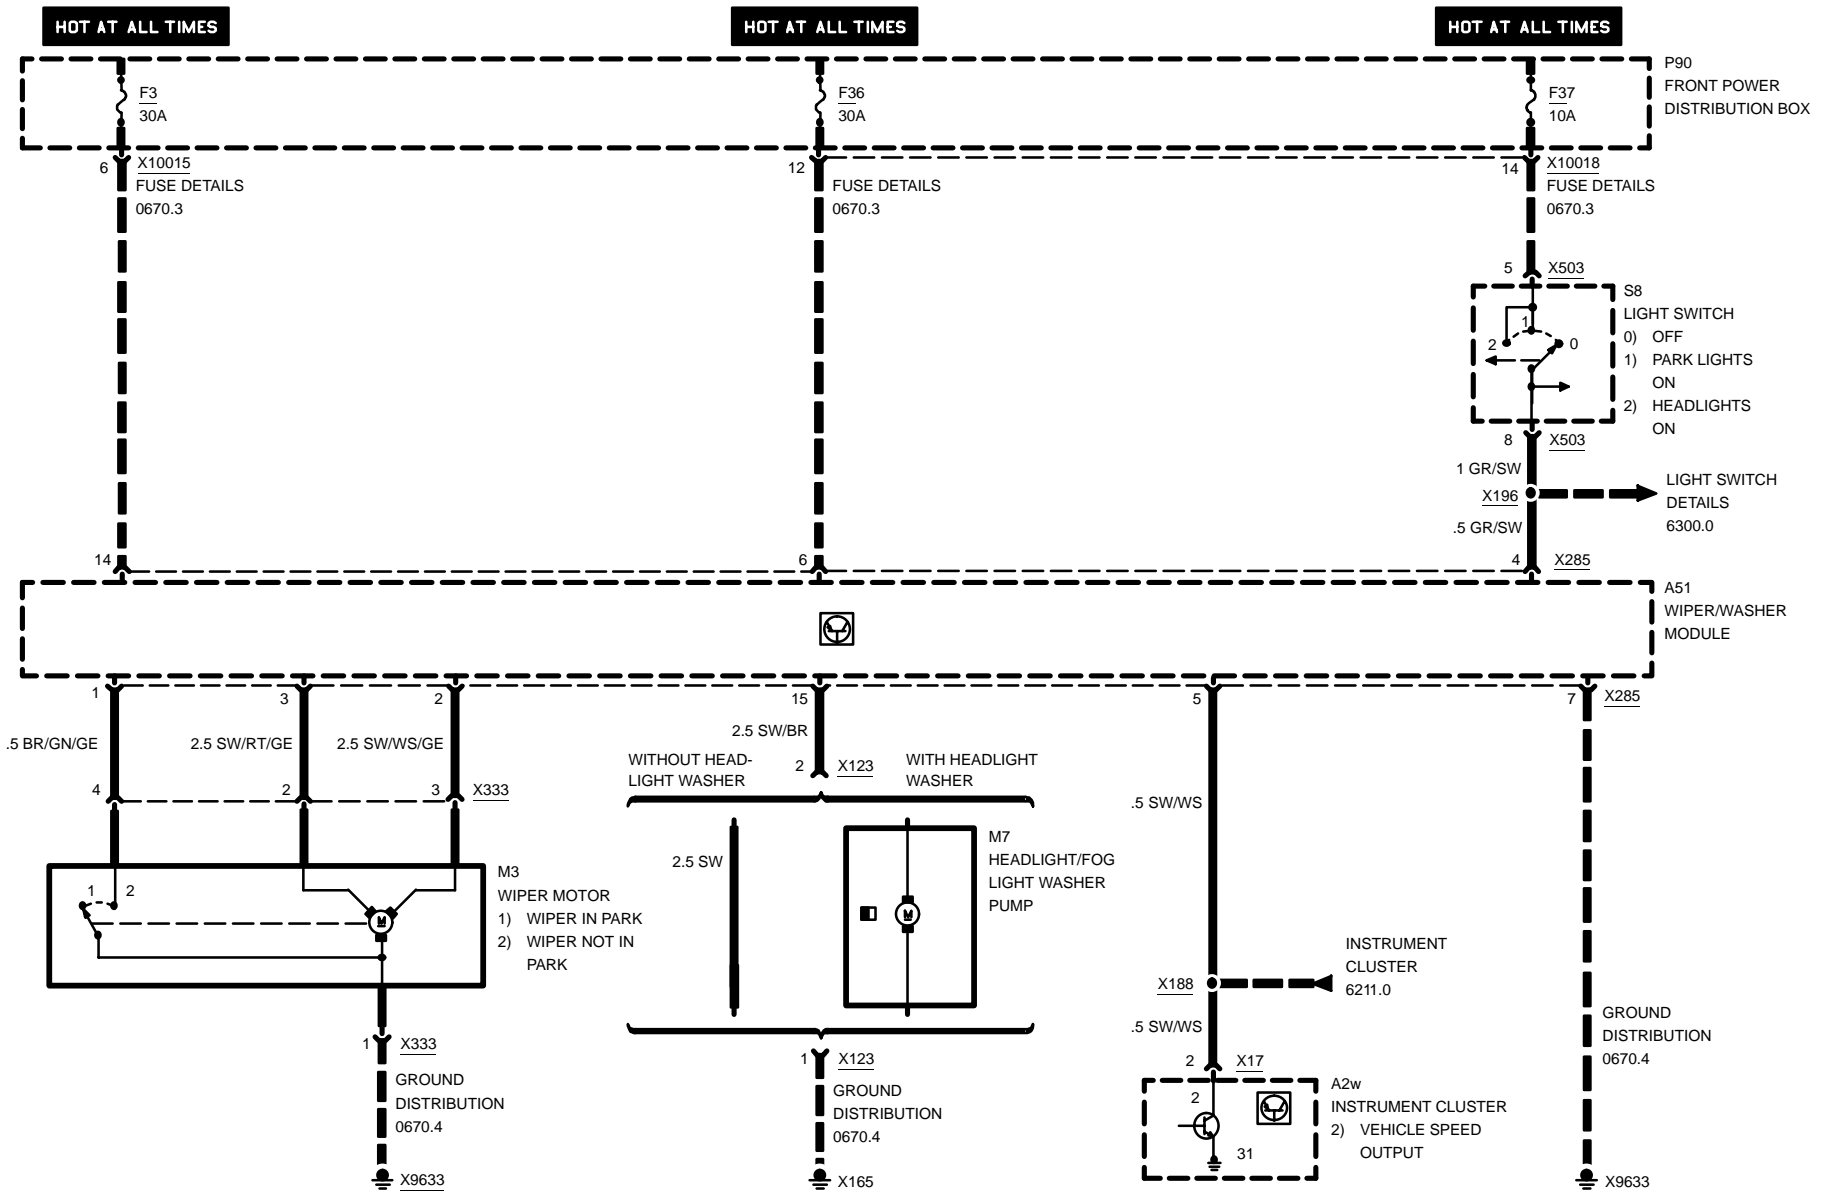 HOT AT ALL TIMES
HOT AT ALL TIMES
HOT AT ALL TIMES
P90
FRONT POWER
DISTRIBUTION BOX
F3
30A
F36
30A
F37
10A
6
X10015
FUSE DETAILS
0670.3
12
FUSE DETAILS
0670.3
14
X10018
FUSE DETAILS
0670.3
5
X503
S8
LIGHT SWITCH
0) OFF
1) PARK LIGHTS
ON
2) HEADLIGHTS
ON
1
2
0
8
X503
1 GR/SW
X196
LIGHT SWITCH
DETAILS
6300.0
.5 GR/SW
14
6
4
X285
A51
WIPER/WASHER
MODULE
1
3
2
15
5
7
X285
.5 BR/GN/GE
2.5 SW/RT/GE
2.5 SW/WS/GE
2.5 SW/BR
4
2
3
X333
WITHOUT HEAD-
LIGHT WASHER
2
X123
WITH HEADLIGHT
WASHER
.5 SW/WS
2.5 SW
M7
HEADLIGHT/FOG
LIGHT WASHER
PUMP
M
M3
WIPER MOTOR
1) WIPER IN PARK
2) WIPER NOT IN
PARK
1
2
M
X188
INSTRUMENT
CLUSTER
6211.0
.5 SW/WS
GROUND
DISTRIBUTION
0670.4
1
X333
GROUND
DISTRIBUTION
0670.4
X9633
1
X123
GROUND
DISTRIBUTION
0670.4
X165
2
X17
A2w
INSTRUMENT CLUSTER
2) VEHICLE SPEED
OUTPUT
2
31
X9633